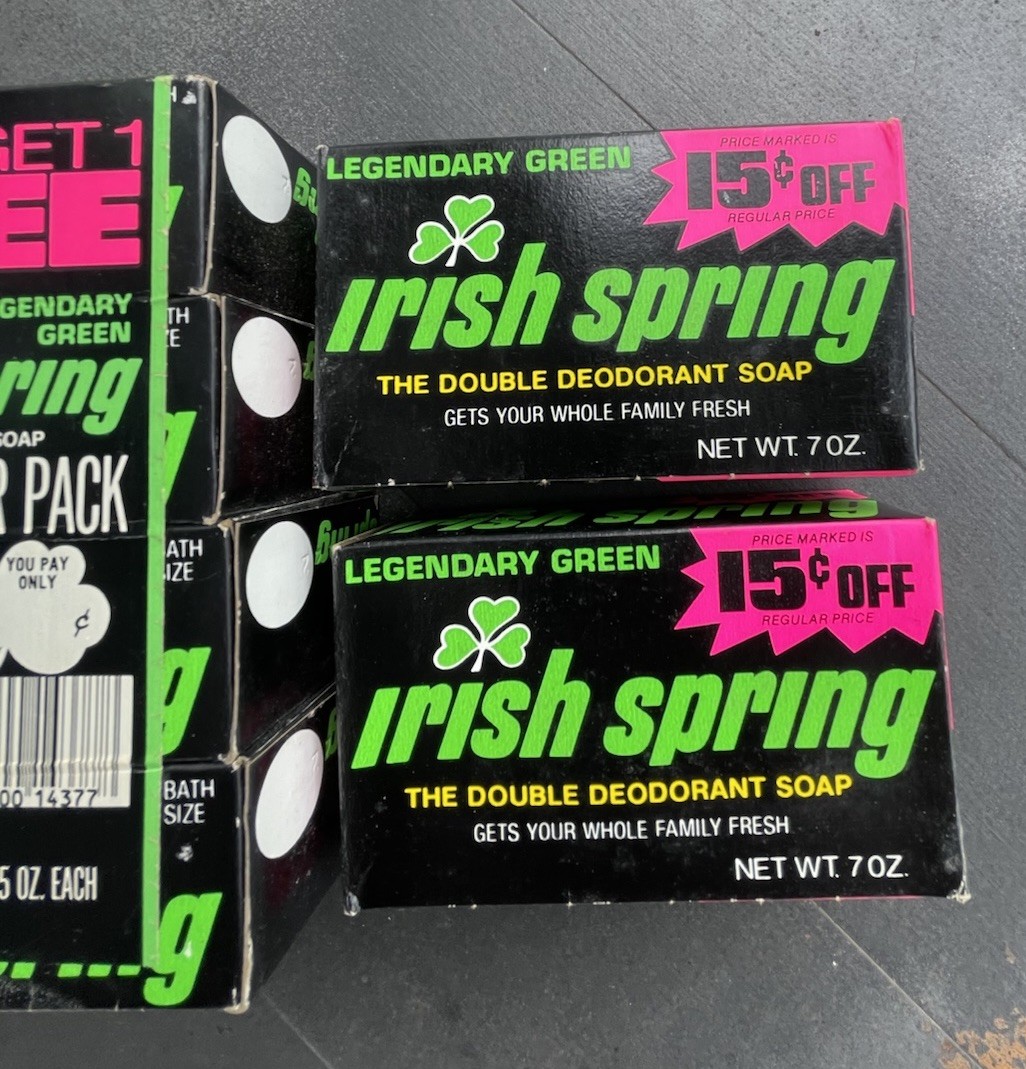 GET 1
EE
GENDARY
GREEN
ring
SOAP
R PACK
YOU PAY
ONLY
¢
00 14377
5 OZ. EACH
TH
ZE
ATH
IZE
g
BATH
SIZE
g
LEGENDARY GREEN
PRICE MARKED IS
15¢ OFF
REGULAR PRICE
irish spring
THE DOUBLE DEODORANT SOAP
GETS YOUR WHOLE FAMILY FRESH
NET WT. 7 OZ.
irish spring
LEGENDARY GREEN
PRICE MARKED IS
15¢ OFF
REGULAR PRICE
irish spring
THE DOUBLE DEODORANT SOAP
GETS YOUR WHOLE FAMILY FRESH
NET WT. 7 OZ.